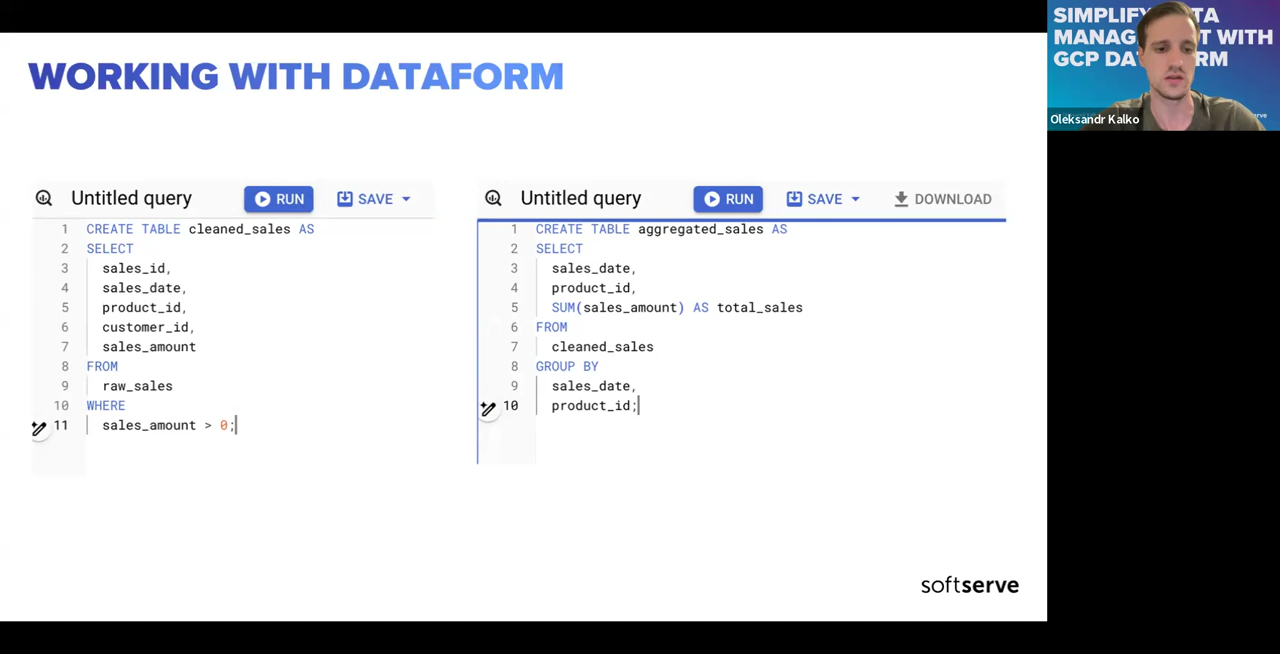 WORKING WITH DATAFORM
Untitled query
RUN
SAVE
1 CREATE TABLE cleaned_sales AS
2 SELECT
3 sales_id,
4 sales_date,
5 product_id,
6 customer_id,
7 sales_amount
8 FROM
9 raw_sales
10 WHERE
11 sales_amount > 0;
Untitled query
RUN
SAVE
DOWNLOAD
1 CREATE TABLE aggregated_sales AS
2 SELECT
3 sales_date,
4 product_id,
5 SUM(sales_amount) AS total_sales
6 FROM
7 cleaned_sales
8 GROUP BY
9 sales_date,
10 product_id;
softserve
SIMPLIFY
TA
MANAG
T WITH
GCP DA
RM
erve
Oleksandr Kalko